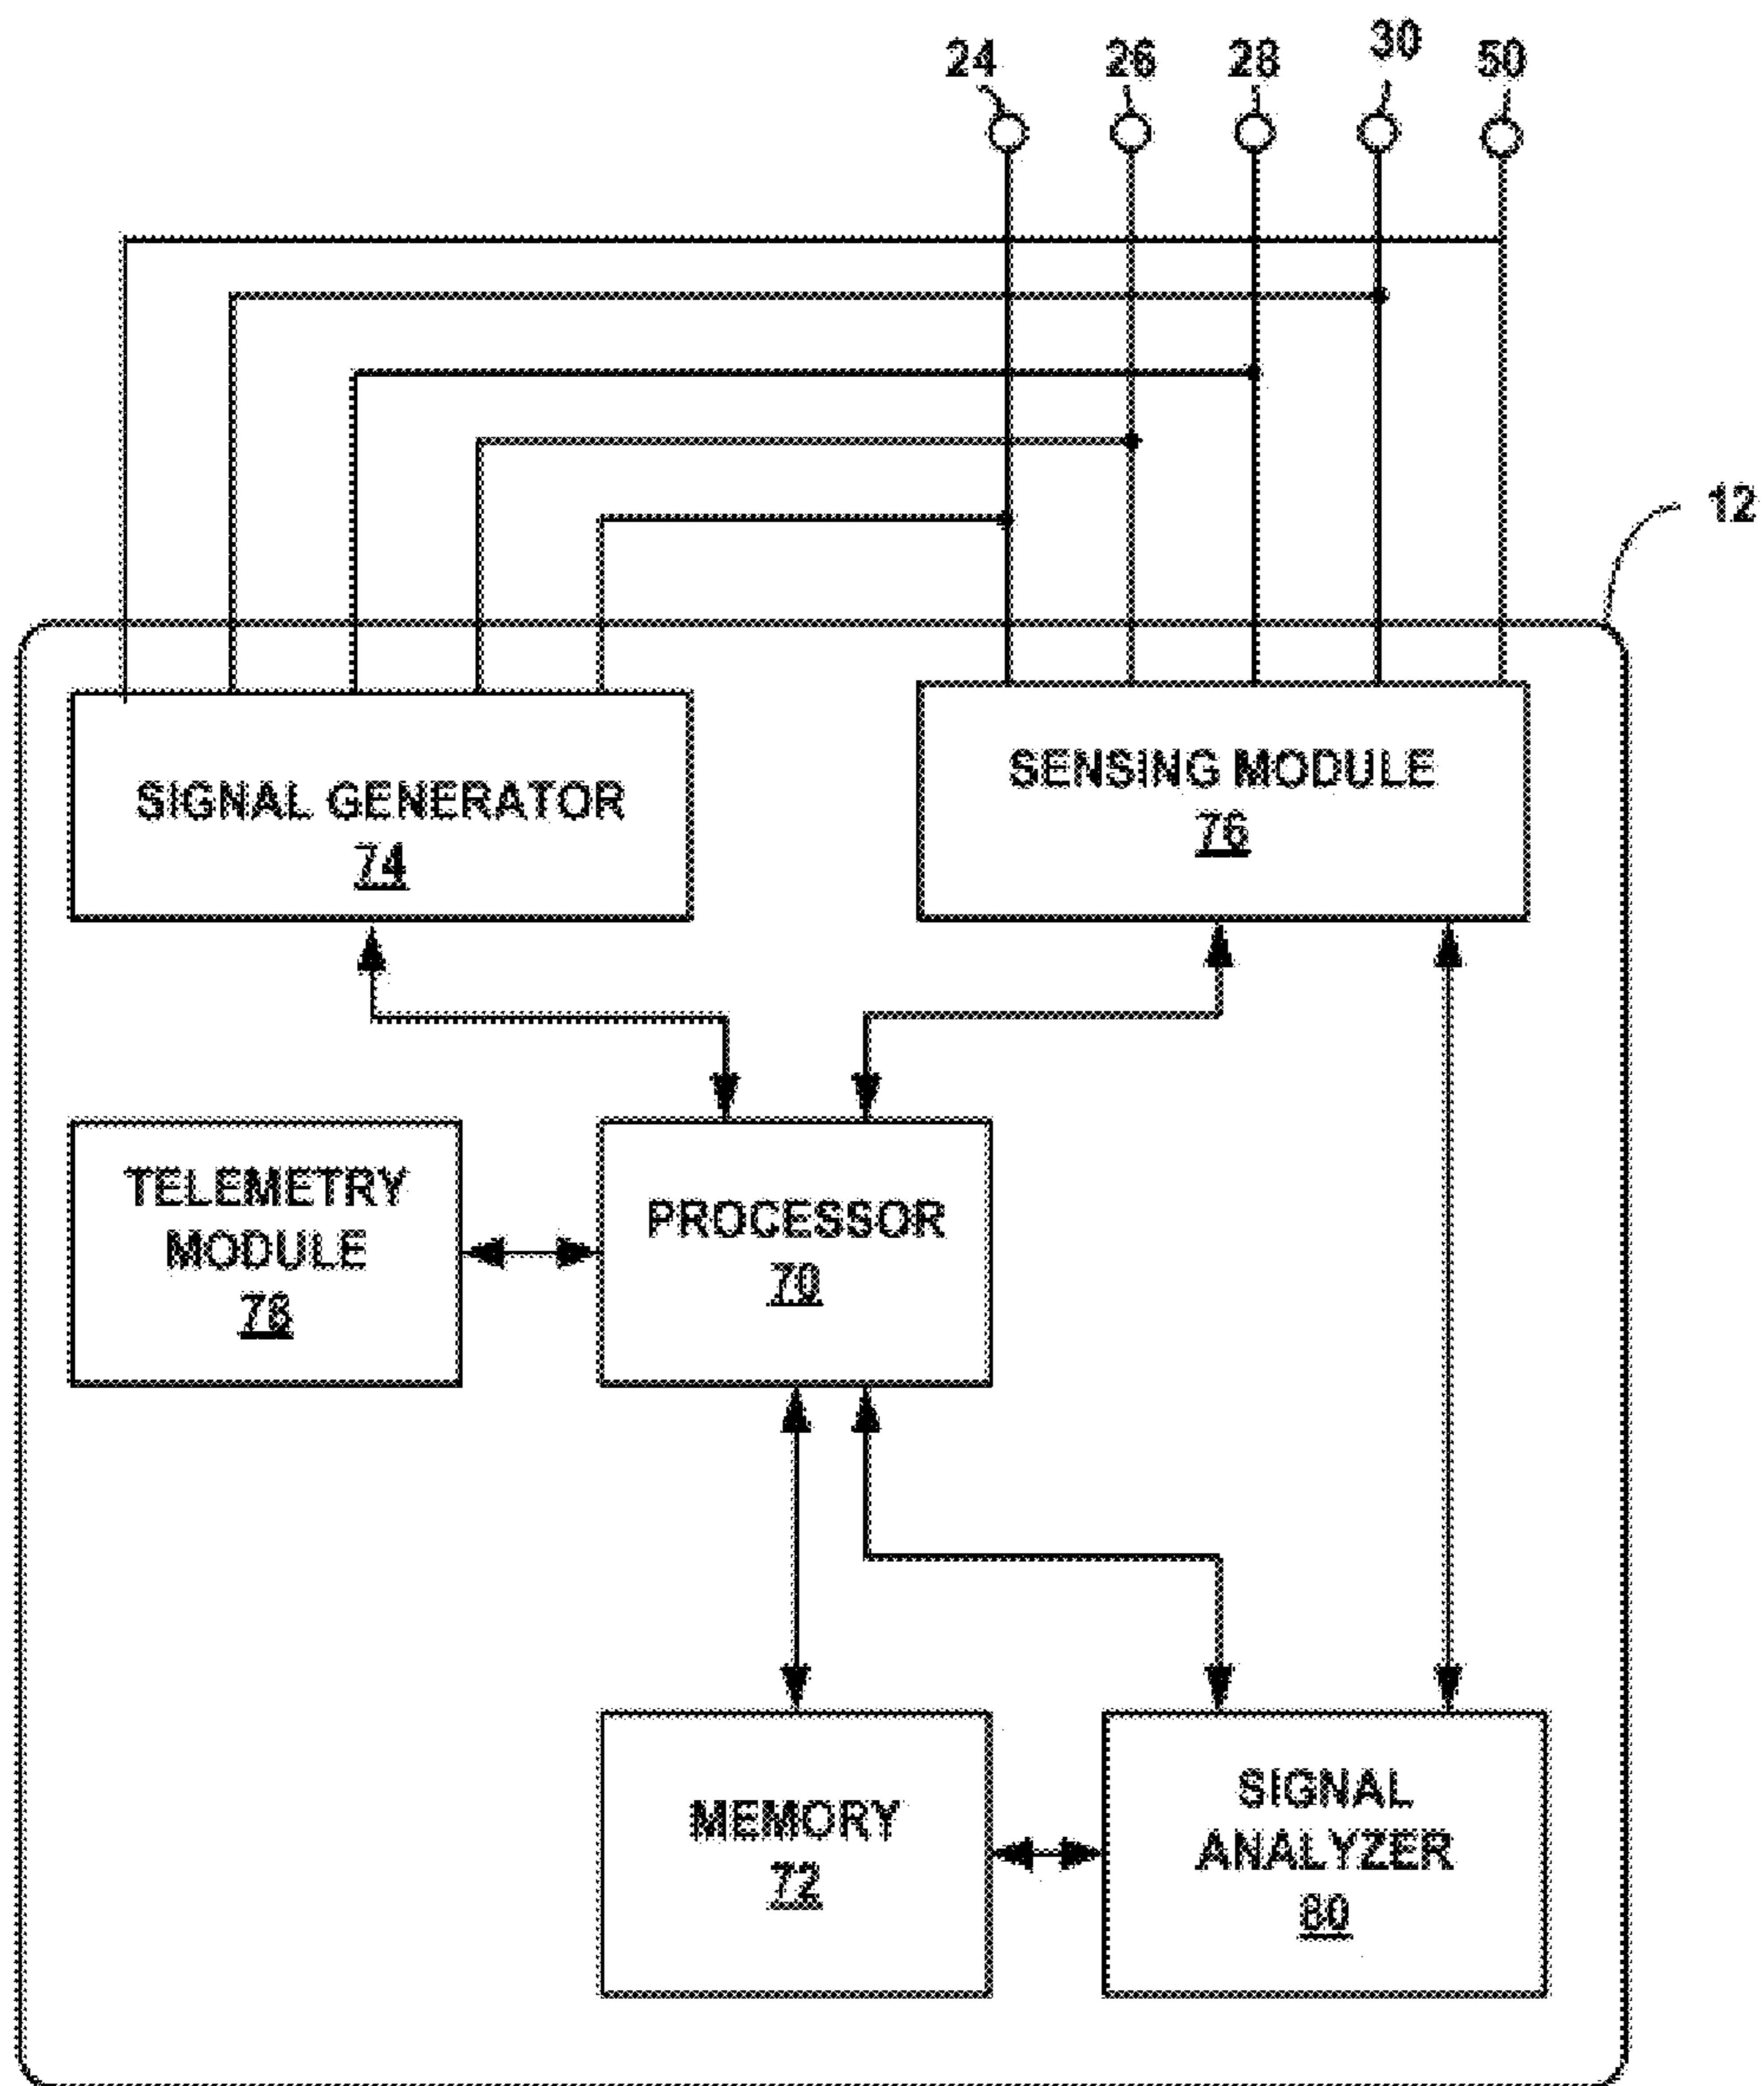 24 26 28 30 50
12
SIGNAL GENERATOR
74
SENSING MODULE
76
TELEMETRY
MODULE
78
PROCESSOR
70
MEMORY
72
SIGNAL
ANALYZER
80